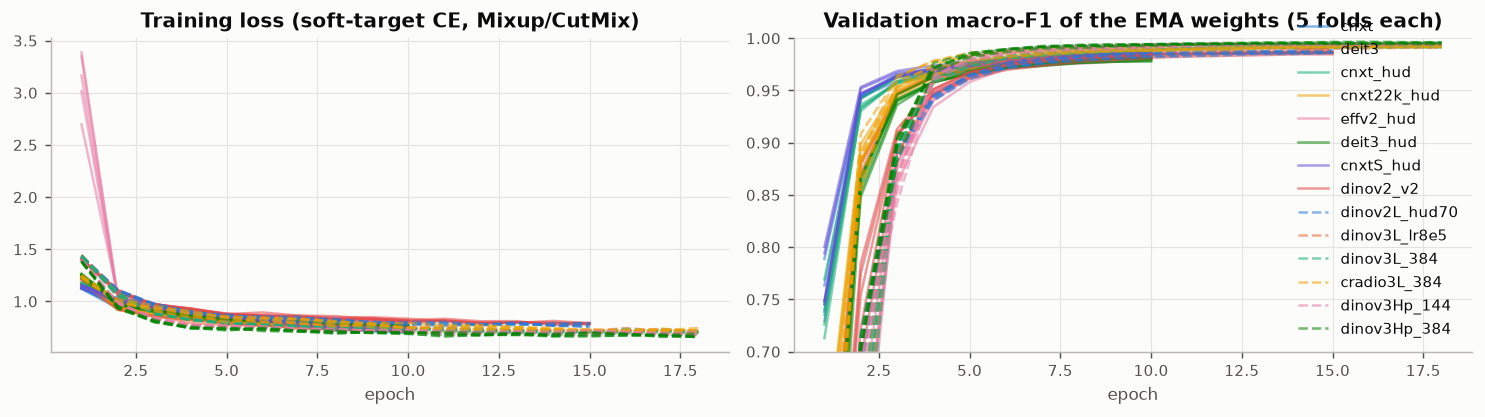 Training loss (soft-target CE, Mixup/CutMix)
3.5
3.0
2.5
2.0
1.5
1.0
2.5 5.0 7.5 10.0 12.5 15.0 17.5
epoch
Validation macro-F1 of the EMA weights (5 folds each)
1.00
0.95
0.90
0.85
0.80
0.75
0.70
2.5 5.0 7.5 10.0 12.5 15.0 17.5
epoch
cnxt
deit3
cnxt_hud
cnxt22k_hud
effv2_hud
deit3_hud
cnxtS_hud
dinov2_v2
dinov2L_hud70
dinov3L_lr8e5
dinov3L_384
cradio3L_384
dinov3Hp_144
dinov3Hp_384